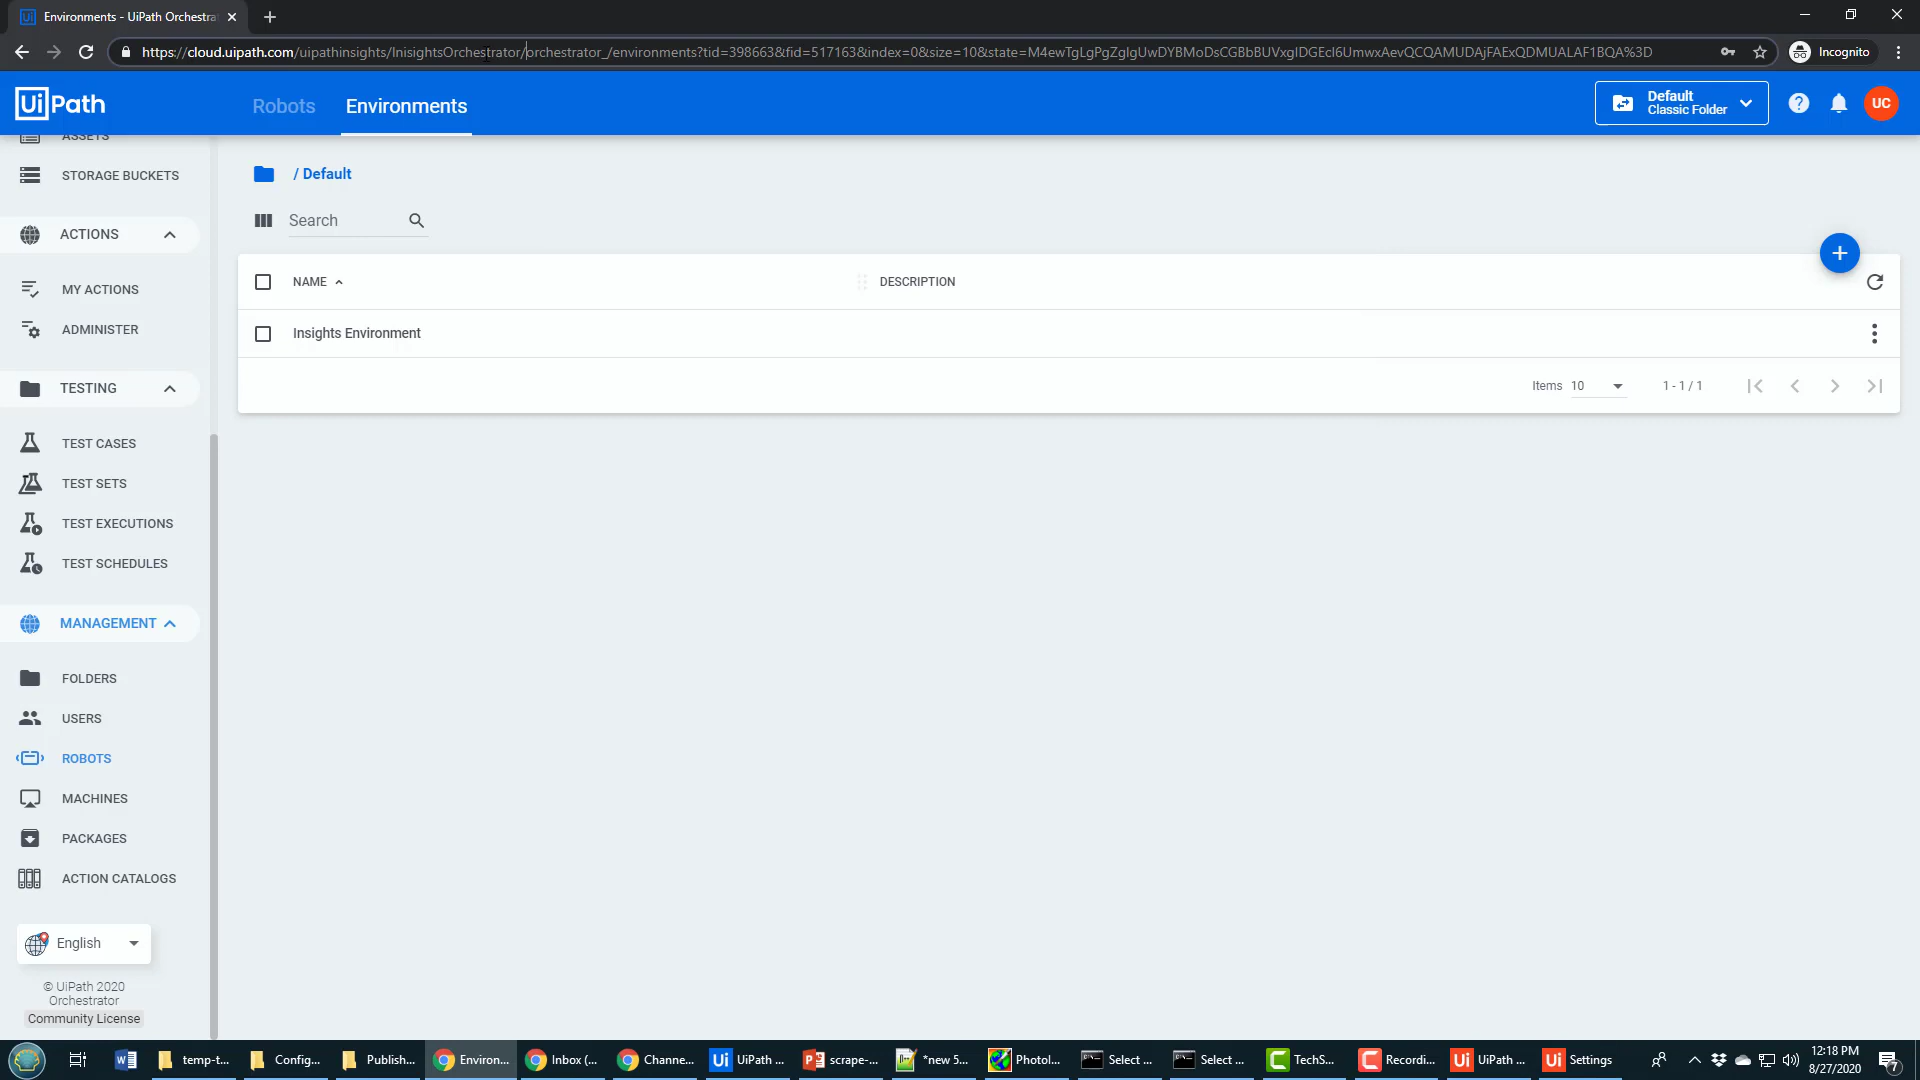 Environments - UiPath Orchestra
https://cloud.uipath.com/uipathinsights/InisightsOrchestrator/orchestrator_/environments?tid=398663&fid=517163&index=0&size=10&state=M4ewTgLgPgZglgUwDYBMoDsCGBbBUVxgIDGEcI6UmwxAevQCQAMUDAjFAExQDMUALAF1BQA%3D
Incognito
UiPath
Robots
Environments
Default
Classic Folder
UC
ASSETS
STORAGE BUCKETS
ACTIONS
MY ACTIONS
ADMINISTER
TESTING
TEST CASES
TEST SETS
TEST EXECUTIONS
TEST SCHEDULES
MANAGEMENT
FOLDERS
USERS
ROBOTS
MACHINES
PACKAGES
ACTION CATALOGS
English
© UiPath 2020
Orchestrator
Community License
/ Default
Search
NAME
DESCRIPTION
Insights Environment
Items 10
1 - 1 / 1
temp-t...
Config...
Publish...
Environ...
Inbox (...
Channe...
UiPath ...
scrape-...
*new 5...
Photol...
Select ...
Select ...
TechS...
Recordi...
UiPath ...
Settings
12:18 PM
8/27/2020
7